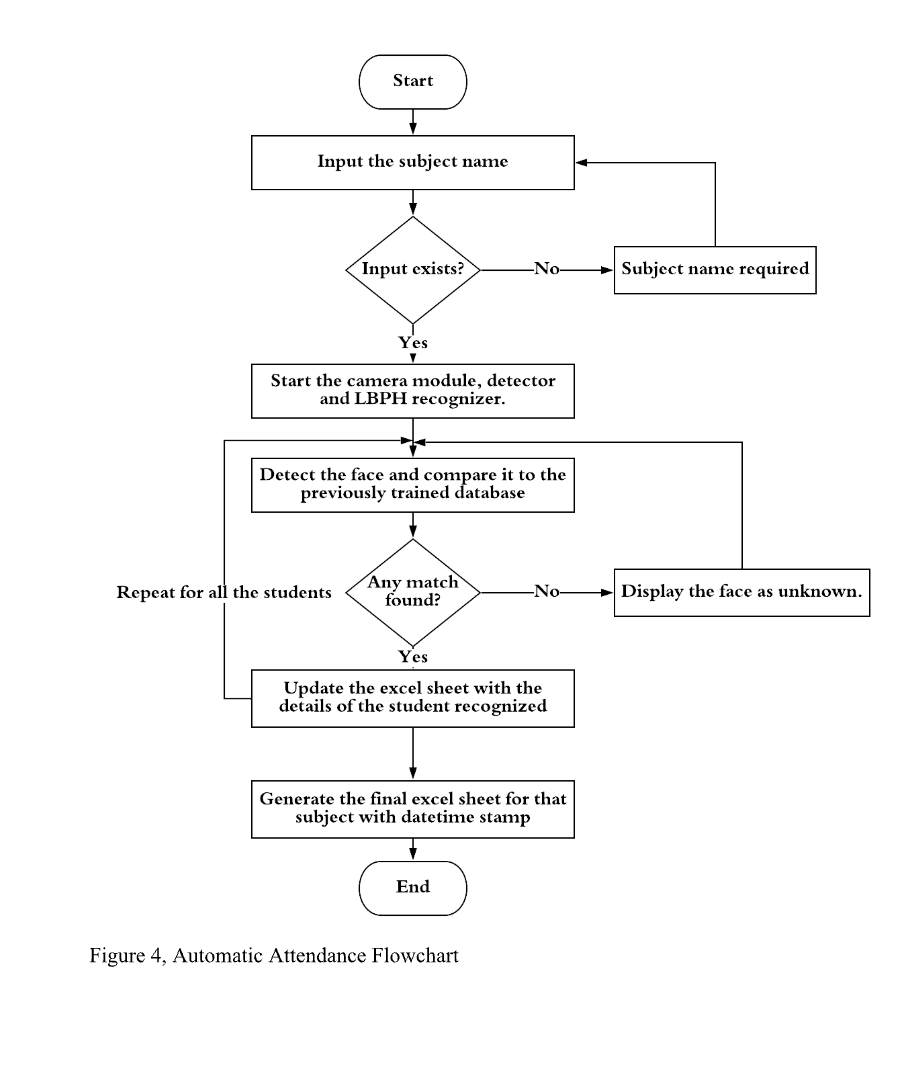 Start
Input the subject name
Input exists?
No
Subject name required
Yes
Start the camera module, detector
and LBPH recognizer.
Detect the face and compare it to the
previously trained database
Repeat for all the students
Any match
found?
No
Display the face as unknown.
Yes
Update the excel sheet with the
details of the student recognized
Generate the final excel sheet for that
subject with datetime stamp
End
Figure 4, Automatic Attendance Flowchart